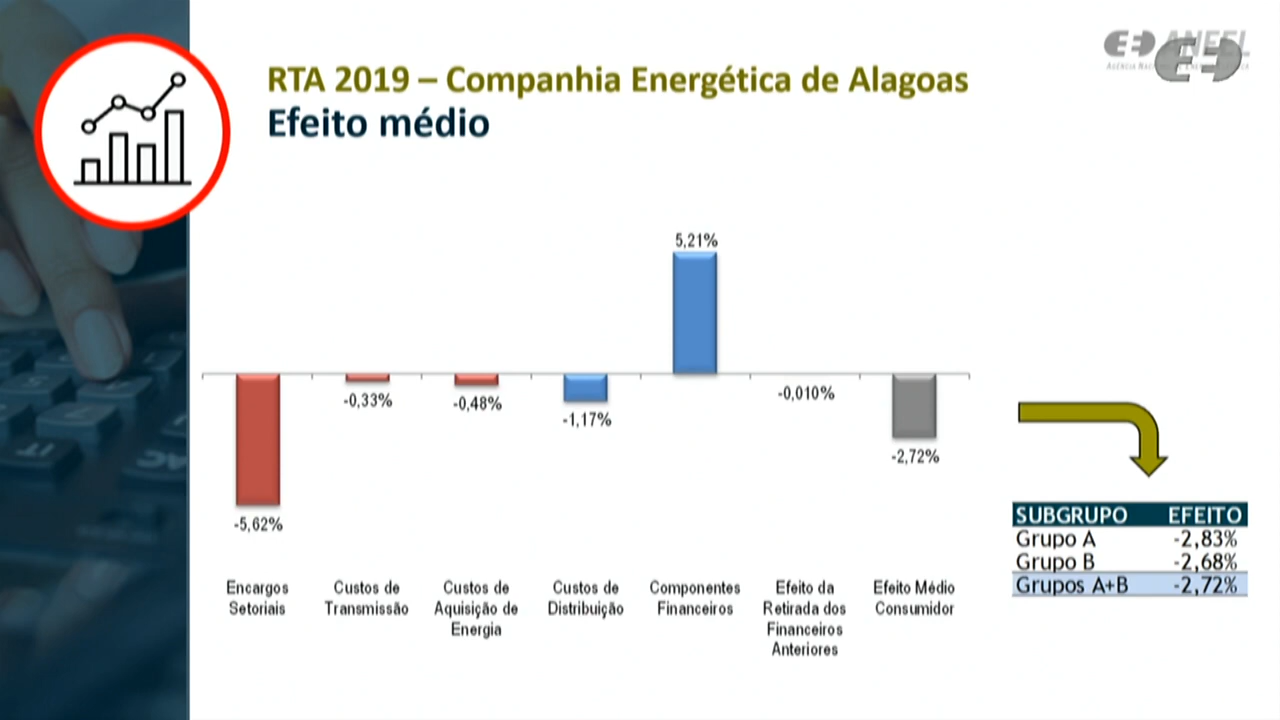 RTA 2019 – Companhia Energética de Alagoas
Efeito médio
5,21%
-0,33%
-0,48%
-1,17%
-0,010%
-2,72%
-5,62%
Encargos
Setoriais
Custos de
Transmissão
Custos de
Aquisição de
Energia
Custos de
Distribuição
Componentes
Financeiros
Efeito da
Retirada dos
Financeiros
Anteriores
Efeito Médio
Consumidor
SUBGRUPO EFEITO
Grupo A -2,83%
Grupo B -2,68%
Grupos A+B -2,72%